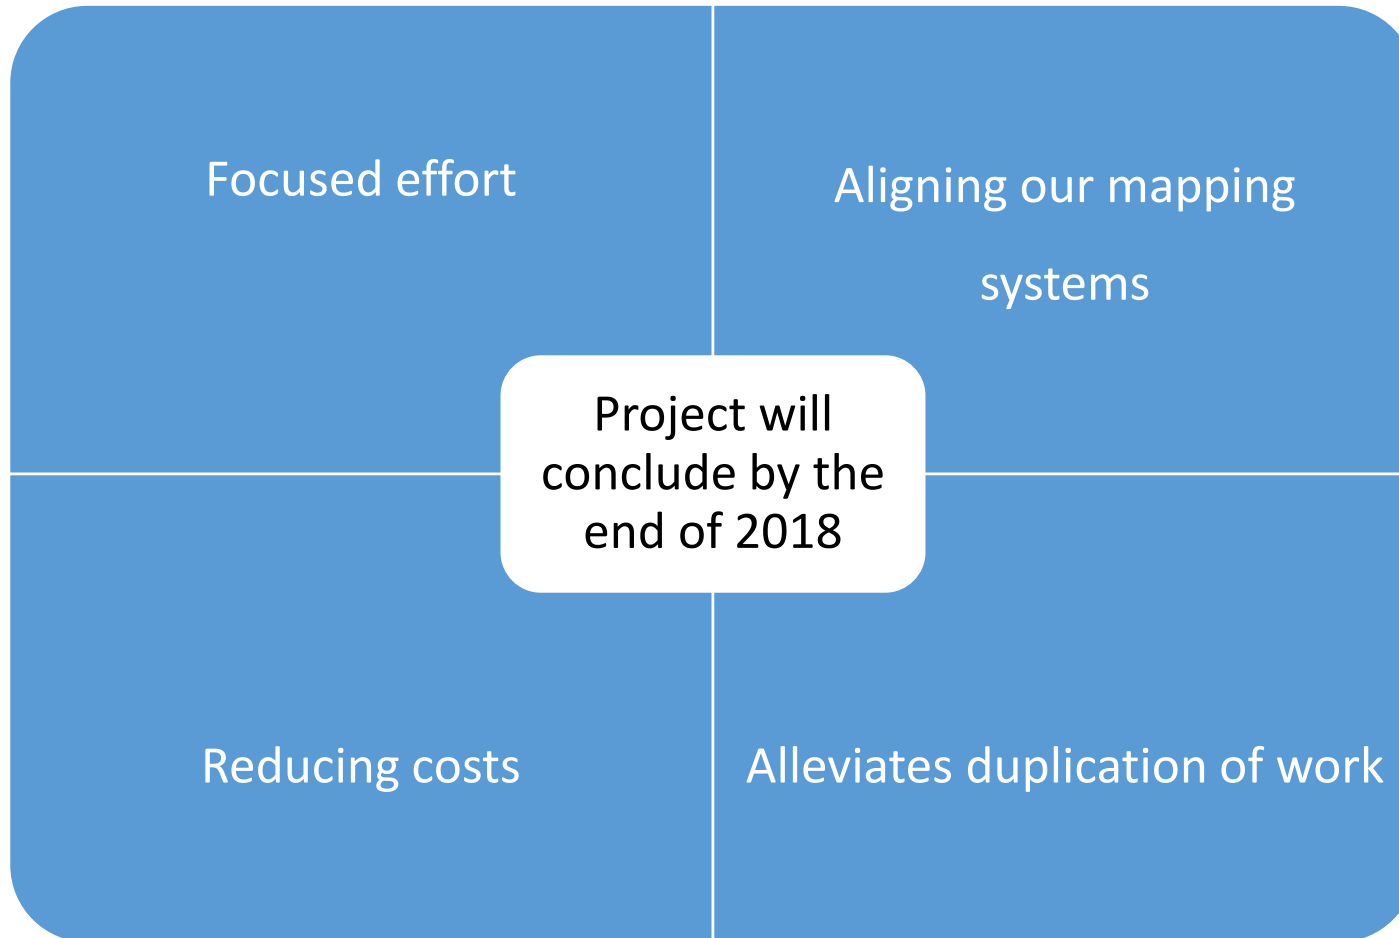 Focused effort
Aligning our mapping
systems
Project will
conclude by the
end of 2018
Reducing costs
Alleviates duplication of work